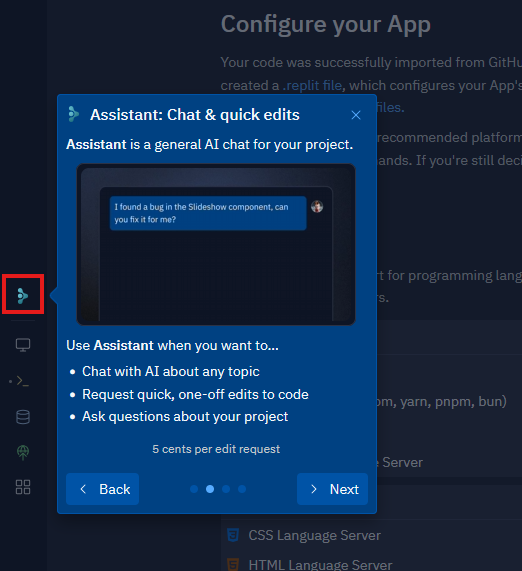 Configure your App
Your code was successfully imported from GitHu
created a .replit file, which configures your App's
files.
recommended platform
ands. If you're still deci
Assistant: Chat & quick edits
Assistant is a general AI chat for your project.
I found a bug in the Slideshow component, can
you fix it for me?
Use Assistant when you want to...
• Chat with AI about any topic
• Request quick, one-off edits to code
• Ask questions about your project
5 cents per edit request
Back
Next
rt for programming lang
rs.
om, yarn, pnpm, bun)
e Server
CSS Language Server
HTML Language Server